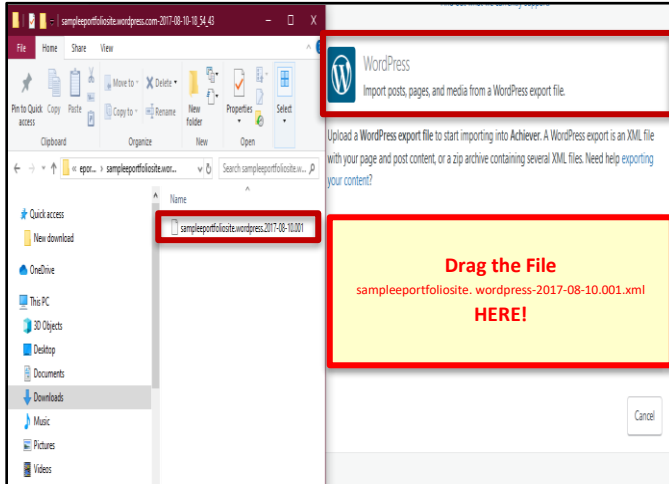 sampleeportfoliosite.wordpress.com-2017-08-10-18_54_43
File Home Share View
Pin to Quick access
Copy
Paste
Move to
Copy to
Delete
Rename
New folder
Properties
Open
Select
Clipboard Organize New Open
« epor... > sampleeportfoliosite.wor...
Search sampleeportfoliosite.w...
Name
Quick access
New download
OneDrive
This PC
3D Objects
Desktop
Documents
Downloads
Music
Pictures
Videos
sampleeportfoliosite.wordpress.2017-08-10.001
WordPress
Import posts, pages, and media from a WordPress export file.
Upload a WordPress export file to start importing into Achiever. A WordPress export is an XML file
with your page and post content, or a zip archive containing several XML files. Need help exporting
your content?
Drag the File
sampleeportfoliosite. wordpress-2017-08-10.001.xml
HERE!
Cancel